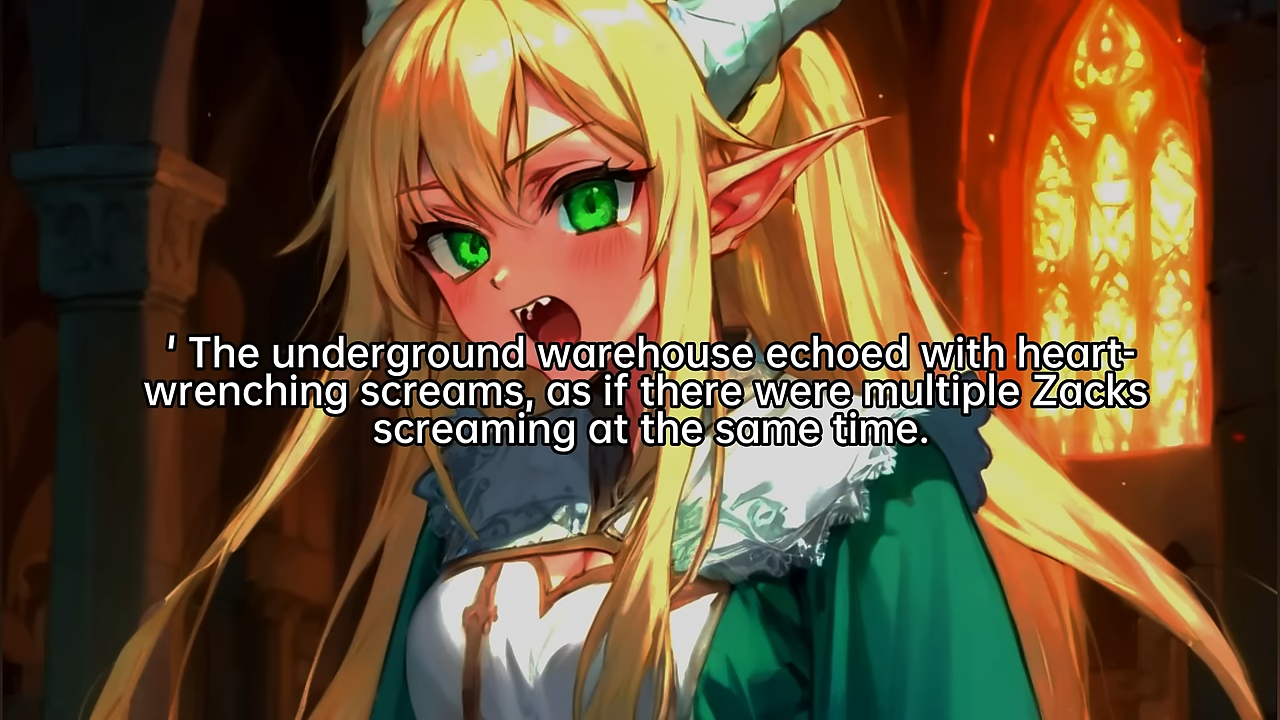 ' The underground warehouse echoed with heart-
wrenching screams, as if there were multiple Zacks
screaming at the same time.